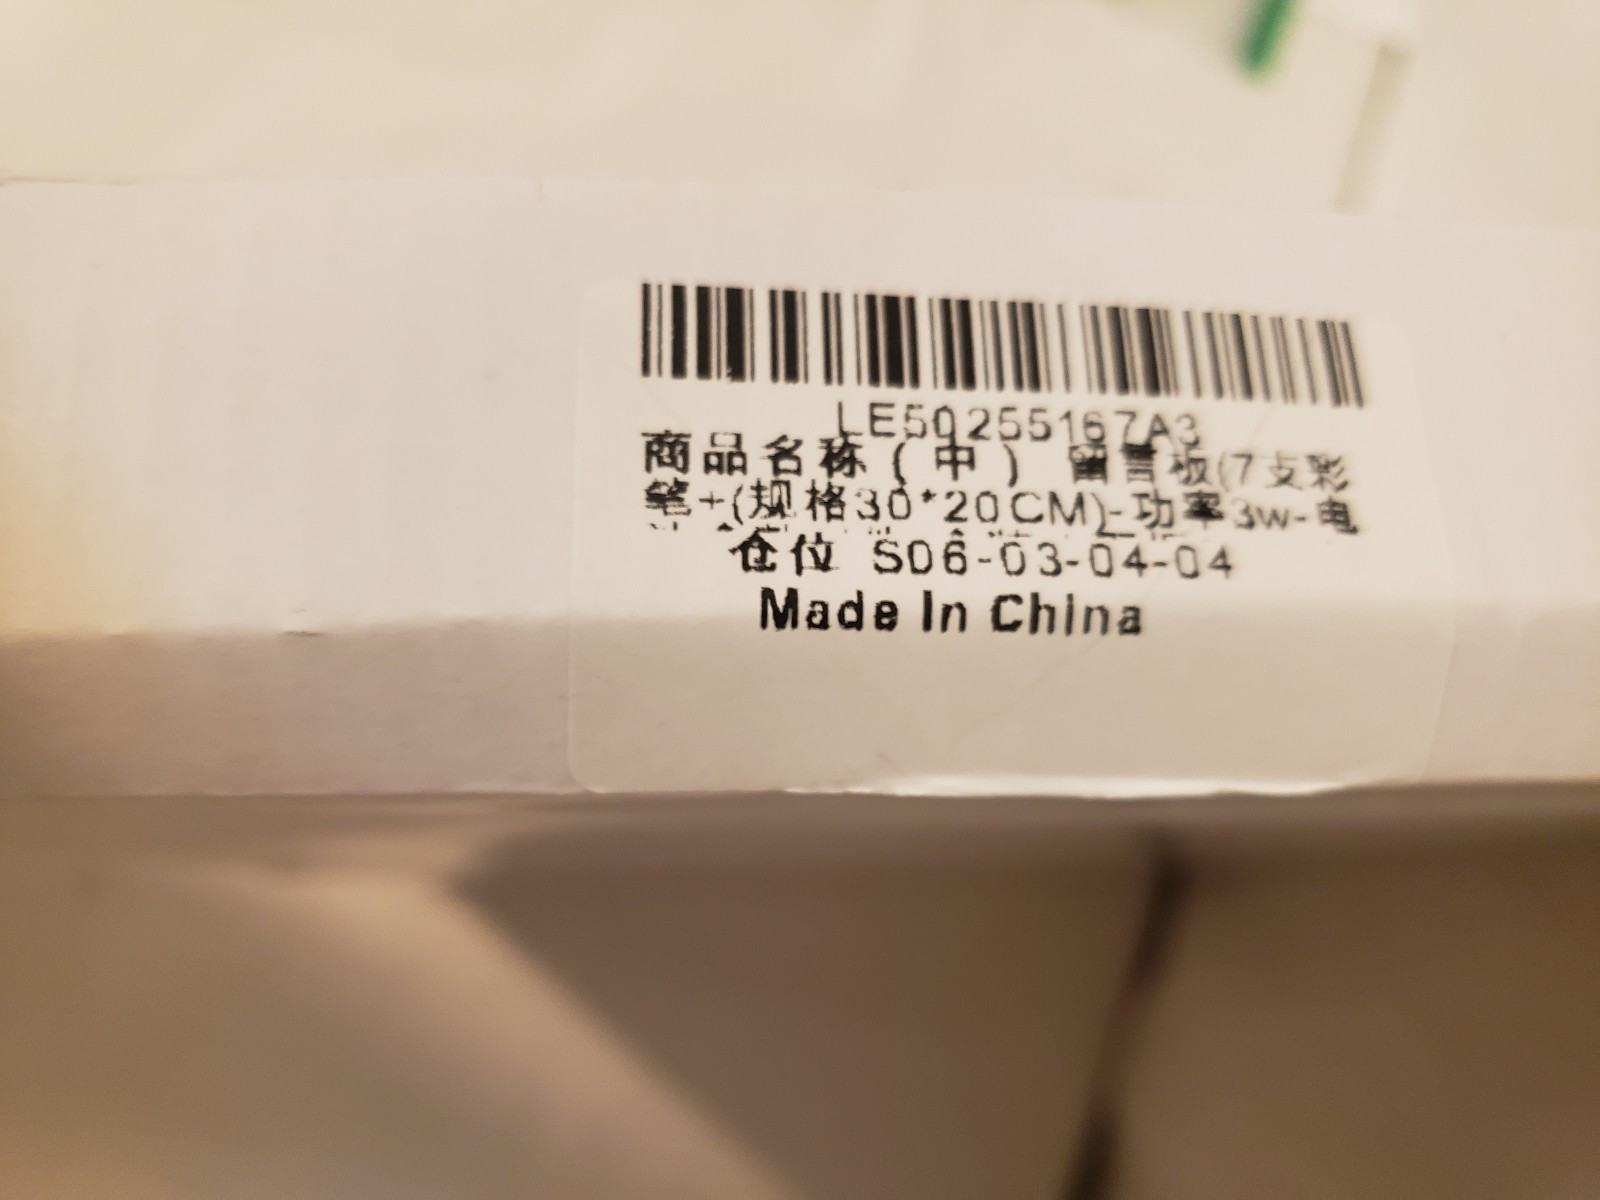 LE50255167A3
商品名称(中) 留言板(7支彩
笔+(规格30*20CM)-功率3w-电
仓位 S06-03-04-04
Made In China